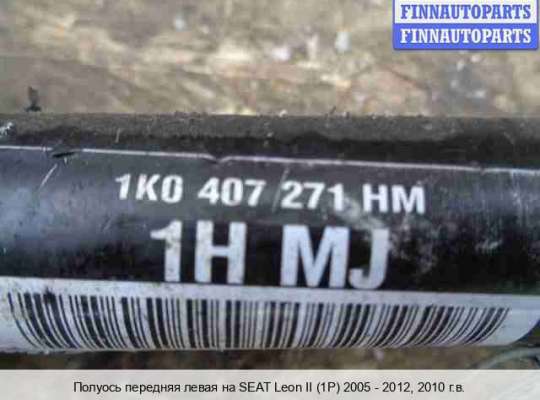 FINNAUTOPARTS
FINNAUTOPARTS
1K0 407 271 HM
1H MJ
Полуось передняя левая на SEAT Leon II (1P) 2005 - 2012, 2010 г.в.